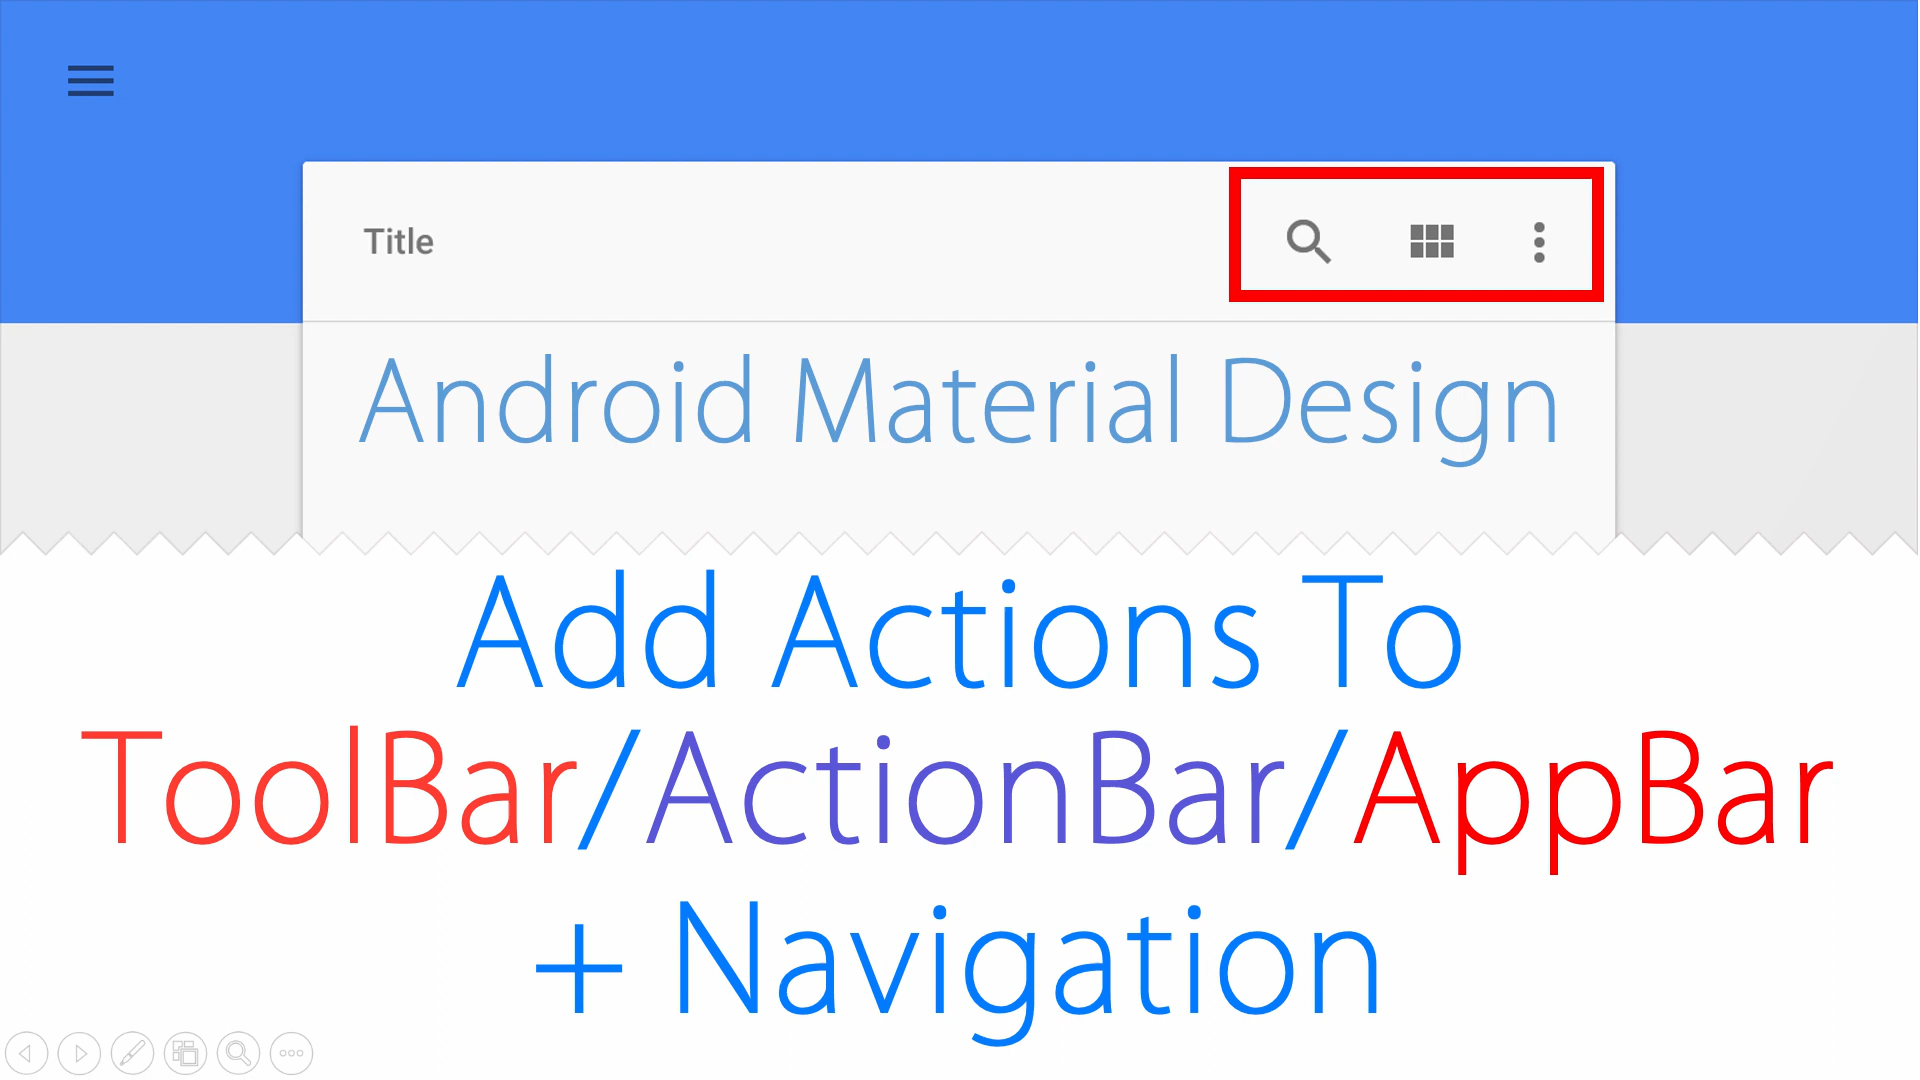 Title
Android Material Design
Add Actions To
ToolBar/ActionBar/AppBar
+ Navigation